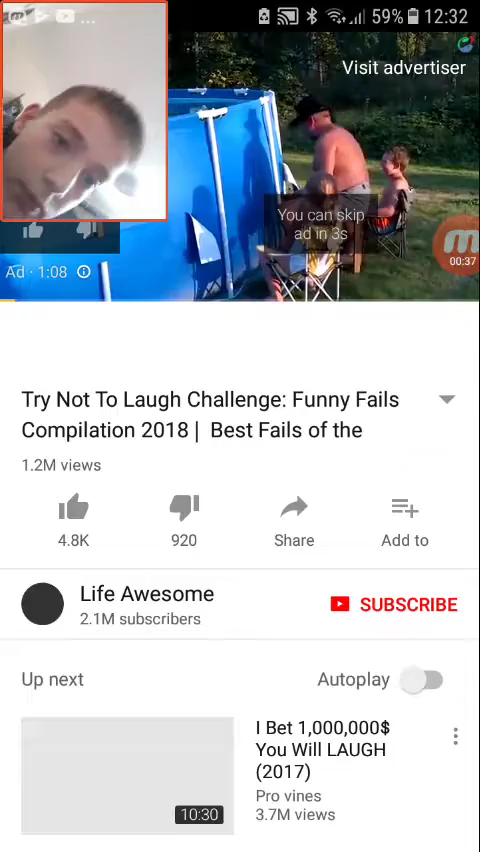 59% 12:32
Visit advertiser
You can skip
ad in 3s
Ad · 1:08
00:37
Try Not To Laugh Challenge: Funny Fails
Compilation 2018 | Best Fails of the
1.2M views
4.8K 920 Share Add to
Life Awesome
2.1M subscribers
SUBSCRIBE
Up next Autoplay
I Bet 1,000,000$
You Will LAUGH
(2017)
Pro vines
3.7M views
10:30